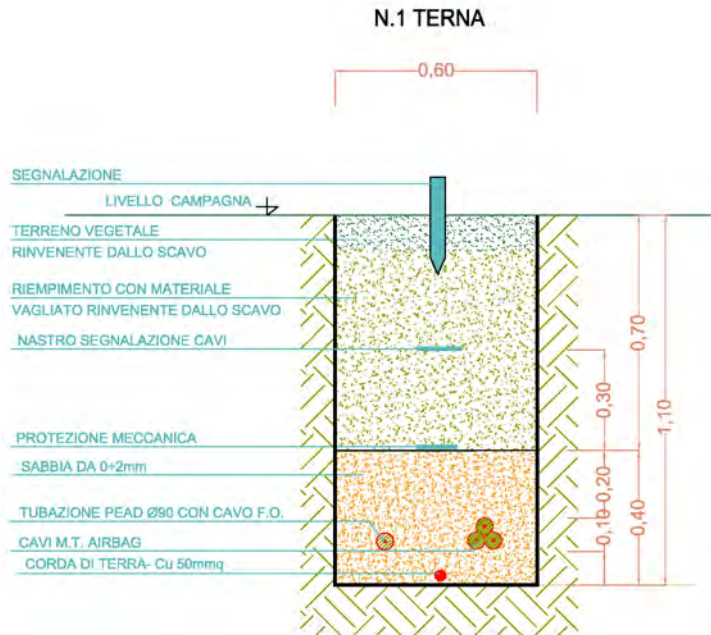 N.1 TERNA
0,60
SEGNALAZIONE
LIVELLO CAMPAGNA
TERRENO VEGETALE
RINVENENTE DALLO SCAVO
RIEMPIMENTO CON MATERIALE
VAGLIATO RINVENENTE DALLO SCAVO
NASTRO SEGNALAZIONE CAVI
PROTEZIONE MECCANICA
SABBIA DA 0÷2mm
TUBAZIONE PEAD Ø90 CON CAVO F.O.
CAVI M.T. AIRBAG
CORDA DI TERRA- Cu 50mmq
0,30
0,20
0,10
0,70
0,40
1,10